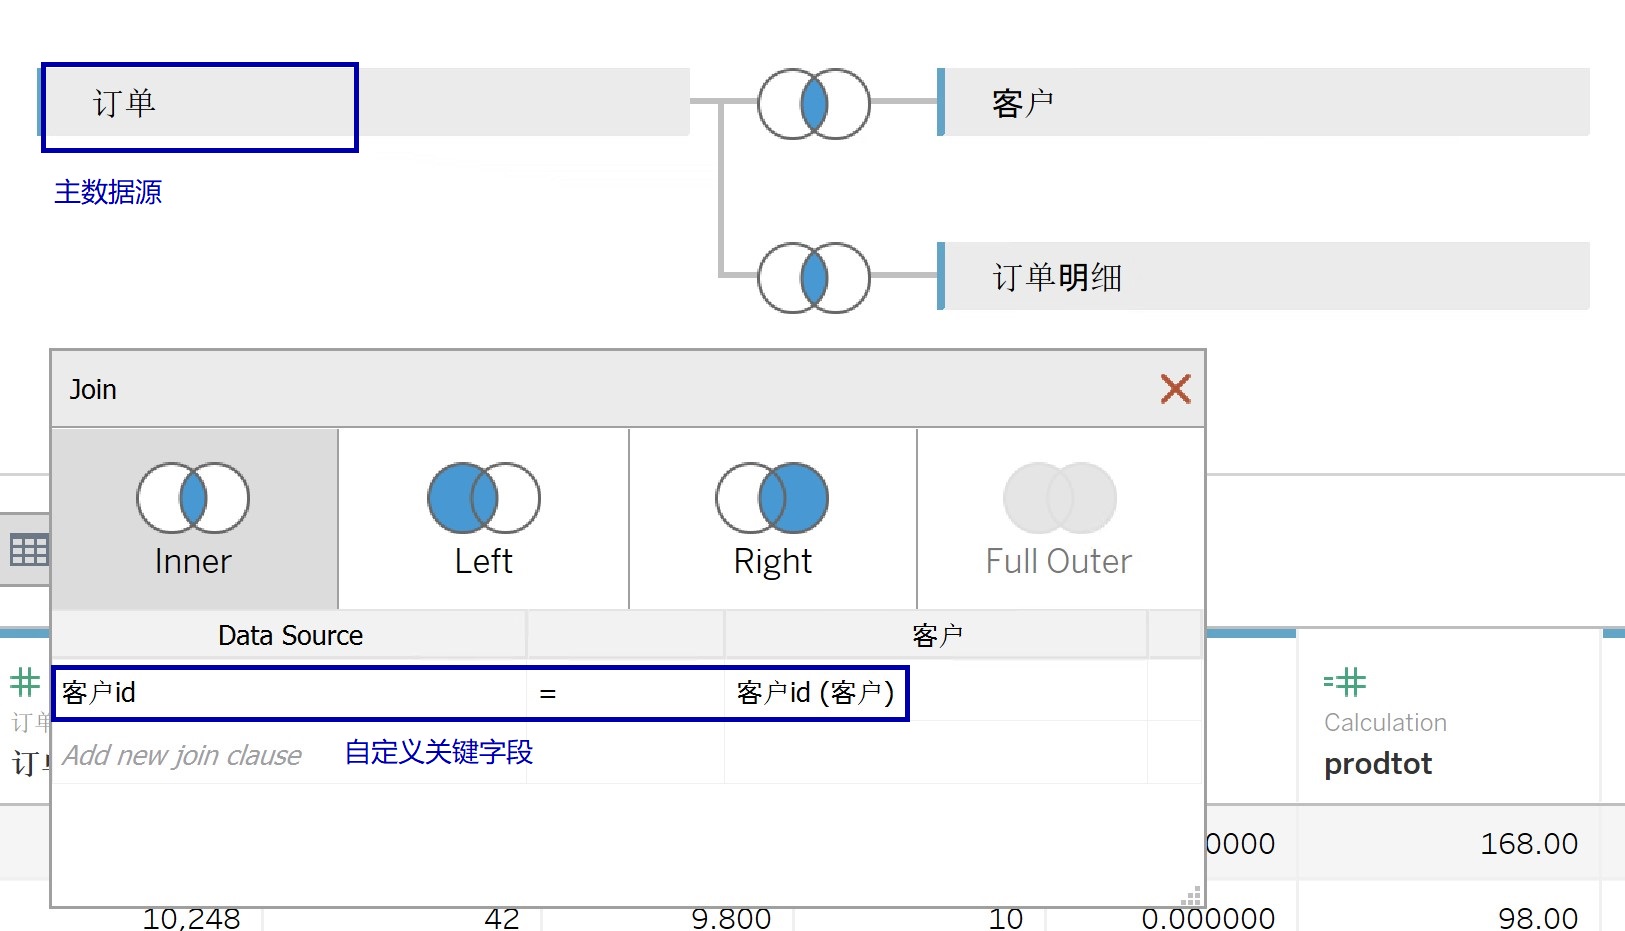 订单
客户
主数据源
订单明细
Join
Inner
Left
Right
Full Outer
Data Source
客户
客户id
=
客户id (客户)
Add new join clause
自定义关键字段
订单
订
=#
Calculation
prodtot
0000
168.00
10,248
42
9.800
10
0.000000
98.00